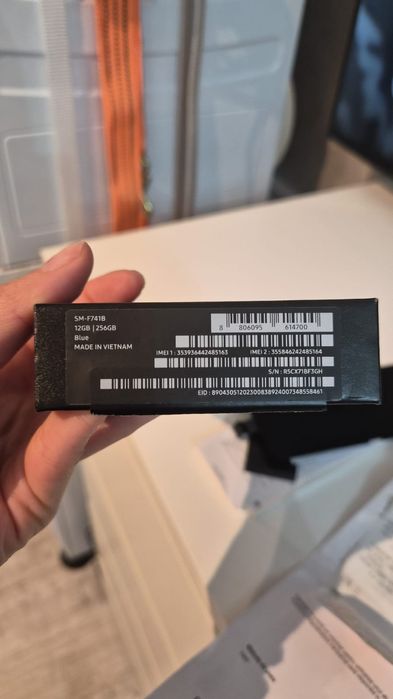 SM-F741B
12GB | 256GB
Blue
MADE IN VIETNAM
8 806095 614700
IMEI 1 : 353936442485163 IMEI 2 : 355846242485164
S/N : R5CX71BF3GH
EID : 89043051202300838924007348558461